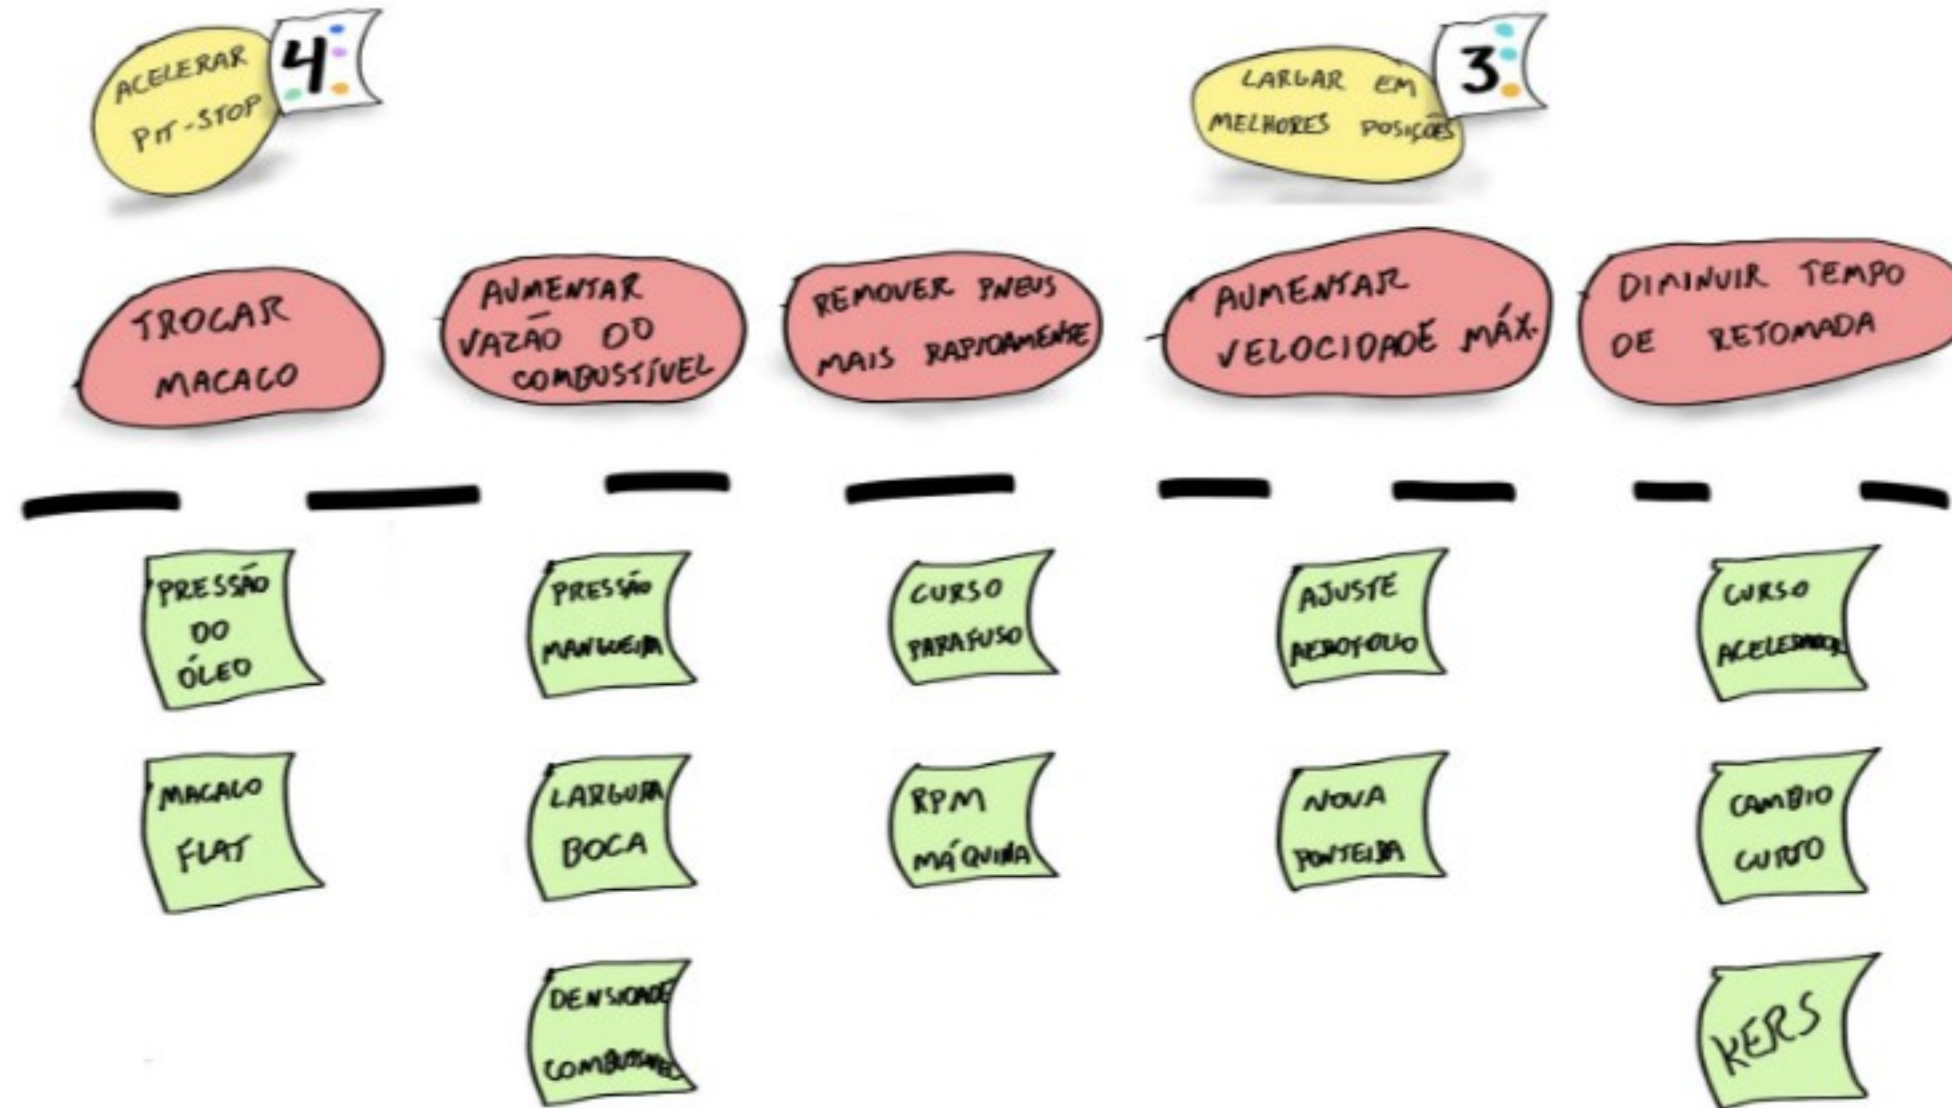 ACELERAR
PIT-STOP
4
LARGAR EM
MELHORES POSIÇÕES
3
TROCAR
MACACO
AUMENTAR
VAZÃO DO
COMBUSTÍVEL
REMOVER PNEUS
MAIS RAPIDAMENTE
AUMENTAR
VELOCIDADE MÁX.
DIMINUIR TEMPO
DE RETOMADA
PRESSÃO
DO
ÓLEO
PRESSÃO
MANGUEIRA
CURSO
PARAFUSO
AJUSTE
AEROFOLIO
CURSO
ACELERADOR
MACACO
FLAT
LARGURA
BOCA
RPM
MÁQUINA
NOVA
PONTEIRA
CAMBIO
CURTO
DENSIDADE
COMBUSTÍVEL
KERS